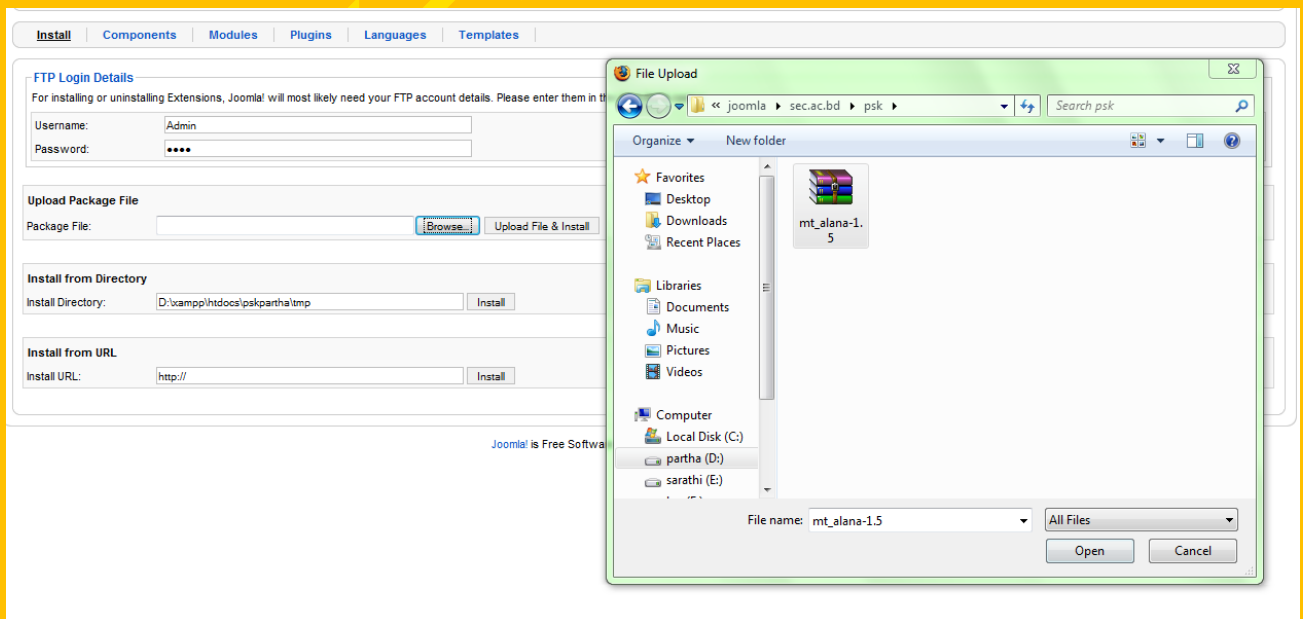 Install Components Modules Plugins Languages Templates
FTP Login Details
For installing or uninstalling Extensions, Joomla! will most likely need your FTP account details. Please enter them in
Username: Admin
Password: ••••
Upload Package File
Package File: Browse... Upload File & Install
Install from Directory
Install Directory: D:\xampp\htdocs\pskpartha\tmp Install
Install from URL
Install URL: http:// Install
Joomla! is Free
File Upload
« joomla sec.ac.bd psk Search psk
Organize New folder
Favorites
Desktop
Downloads
Recent Places
Libraries
Documents
Music
Pictures
Videos
Computer
Local Disk (C:)
partha (D:)
sarathi (E:)
mt_alana-1.
5
File name: mt_alana-1.5 All Files
Open Cancel